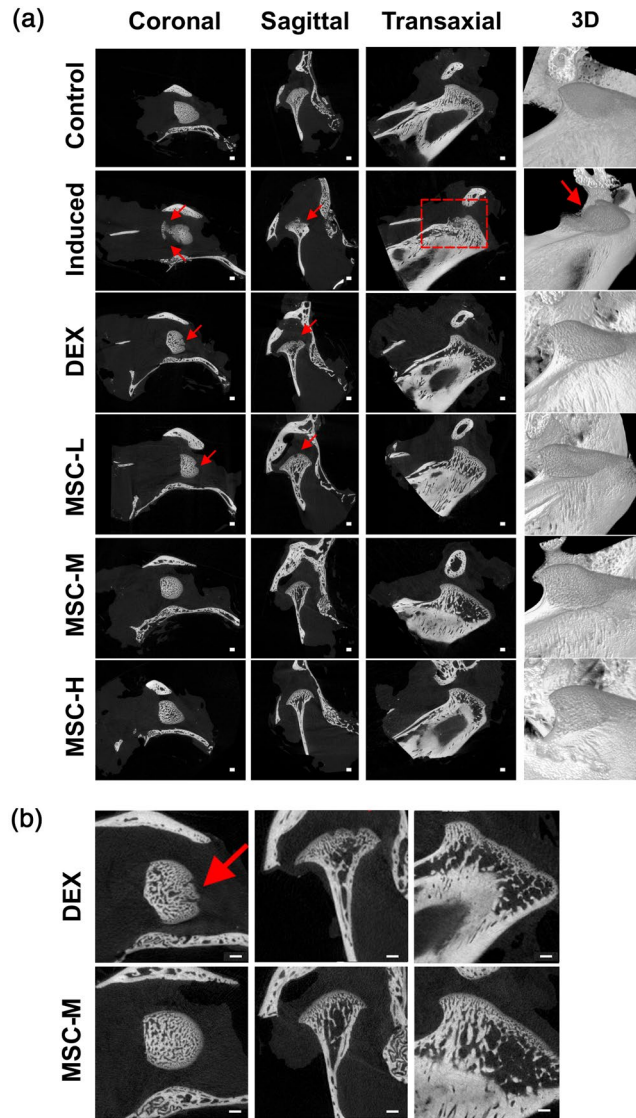 (a)
Coronal Sagittal Transaxial 3D
Control
Induced
DEX
MSC-L
MSC-M
MSC-H
(b)
DEX
MSC-M